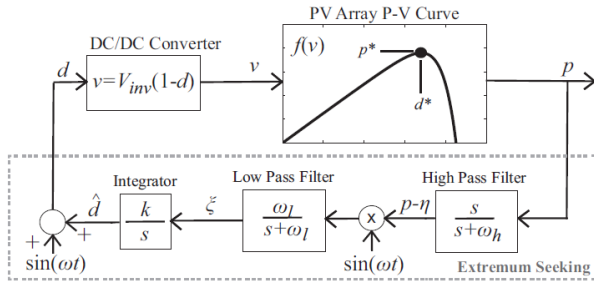 PV Array P-V Curve
DC/DC Converter
d
v=V_inv(1-d)
v
f(v)
p*
d*
p
Integrator
Low Pass Filter
High Pass Filter
d̂
k
s
ξ
ω_l
s+ω_l
x
p-η
s
s+ω_h
+
+
sin(ωt)
sin(ωt)
Extremum Seeking